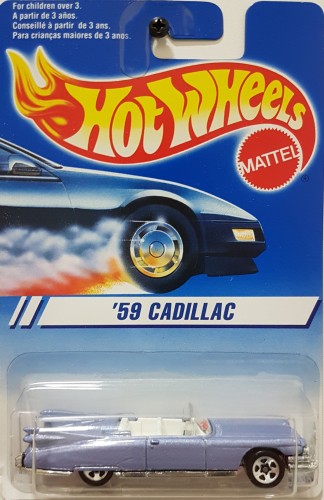 For children over 3.
A partir de 3 años.
Conseillé à partir de 3 ans.
Para crianças maiores de 3 anos.
HOT WHEELS
MATTEL
'59 CADILLAC